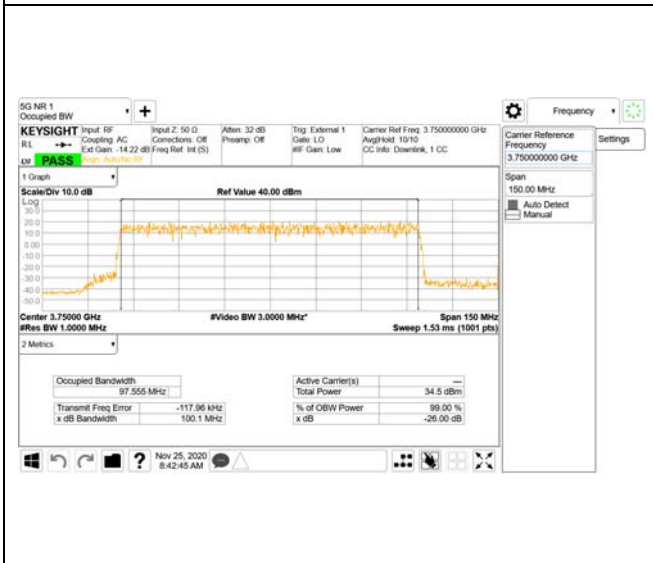 5G NR 1
Occupied BW
+
Frequency
KEYSIGHT Input: RF Input Z: 50 Ω Atten: 32 dB Trig: External 1 Carrier Ref Freq: 3.750000000 GHz
RL Coupling: AC Corrections: Off Preamp: Off Gate: LO Avg|Hold: 10/10
Ext Gain: -14.22 dB Freq Ref: Int (S) #IF Gain: Low CC Info: Downlink, 1 CC
PASS Align: Auto/No RF
Carrier Reference
Frequency
3.750000000 GHz
Settings
Span
150.00 MHz
Auto Detect
Manual
1 Graph
Scale/Div 10.0 dB Ref Value 40.00 dBm
Log
30.0
20.0
10.0
0.00
-10.0
-20.0
-30.0
-40.0
-50.0
Center 3.75000 GHz #Video BW 3.0000 MHz* Span 150 MHz
#Res BW 1.0000 MHz Sweep 1.53 ms (1001 pts)
2 Metrics
Occupied Bandwidth Active Carrier(s) ---
97.555 MHz Total Power 34.5 dBm
Transmit Freq Error -117.96 kHz % of OBW Power 99.00 %
x dB Bandwidth 100.1 MHz x dB -26.00 dB
? Nov 25, 2020
8:42:45 AM